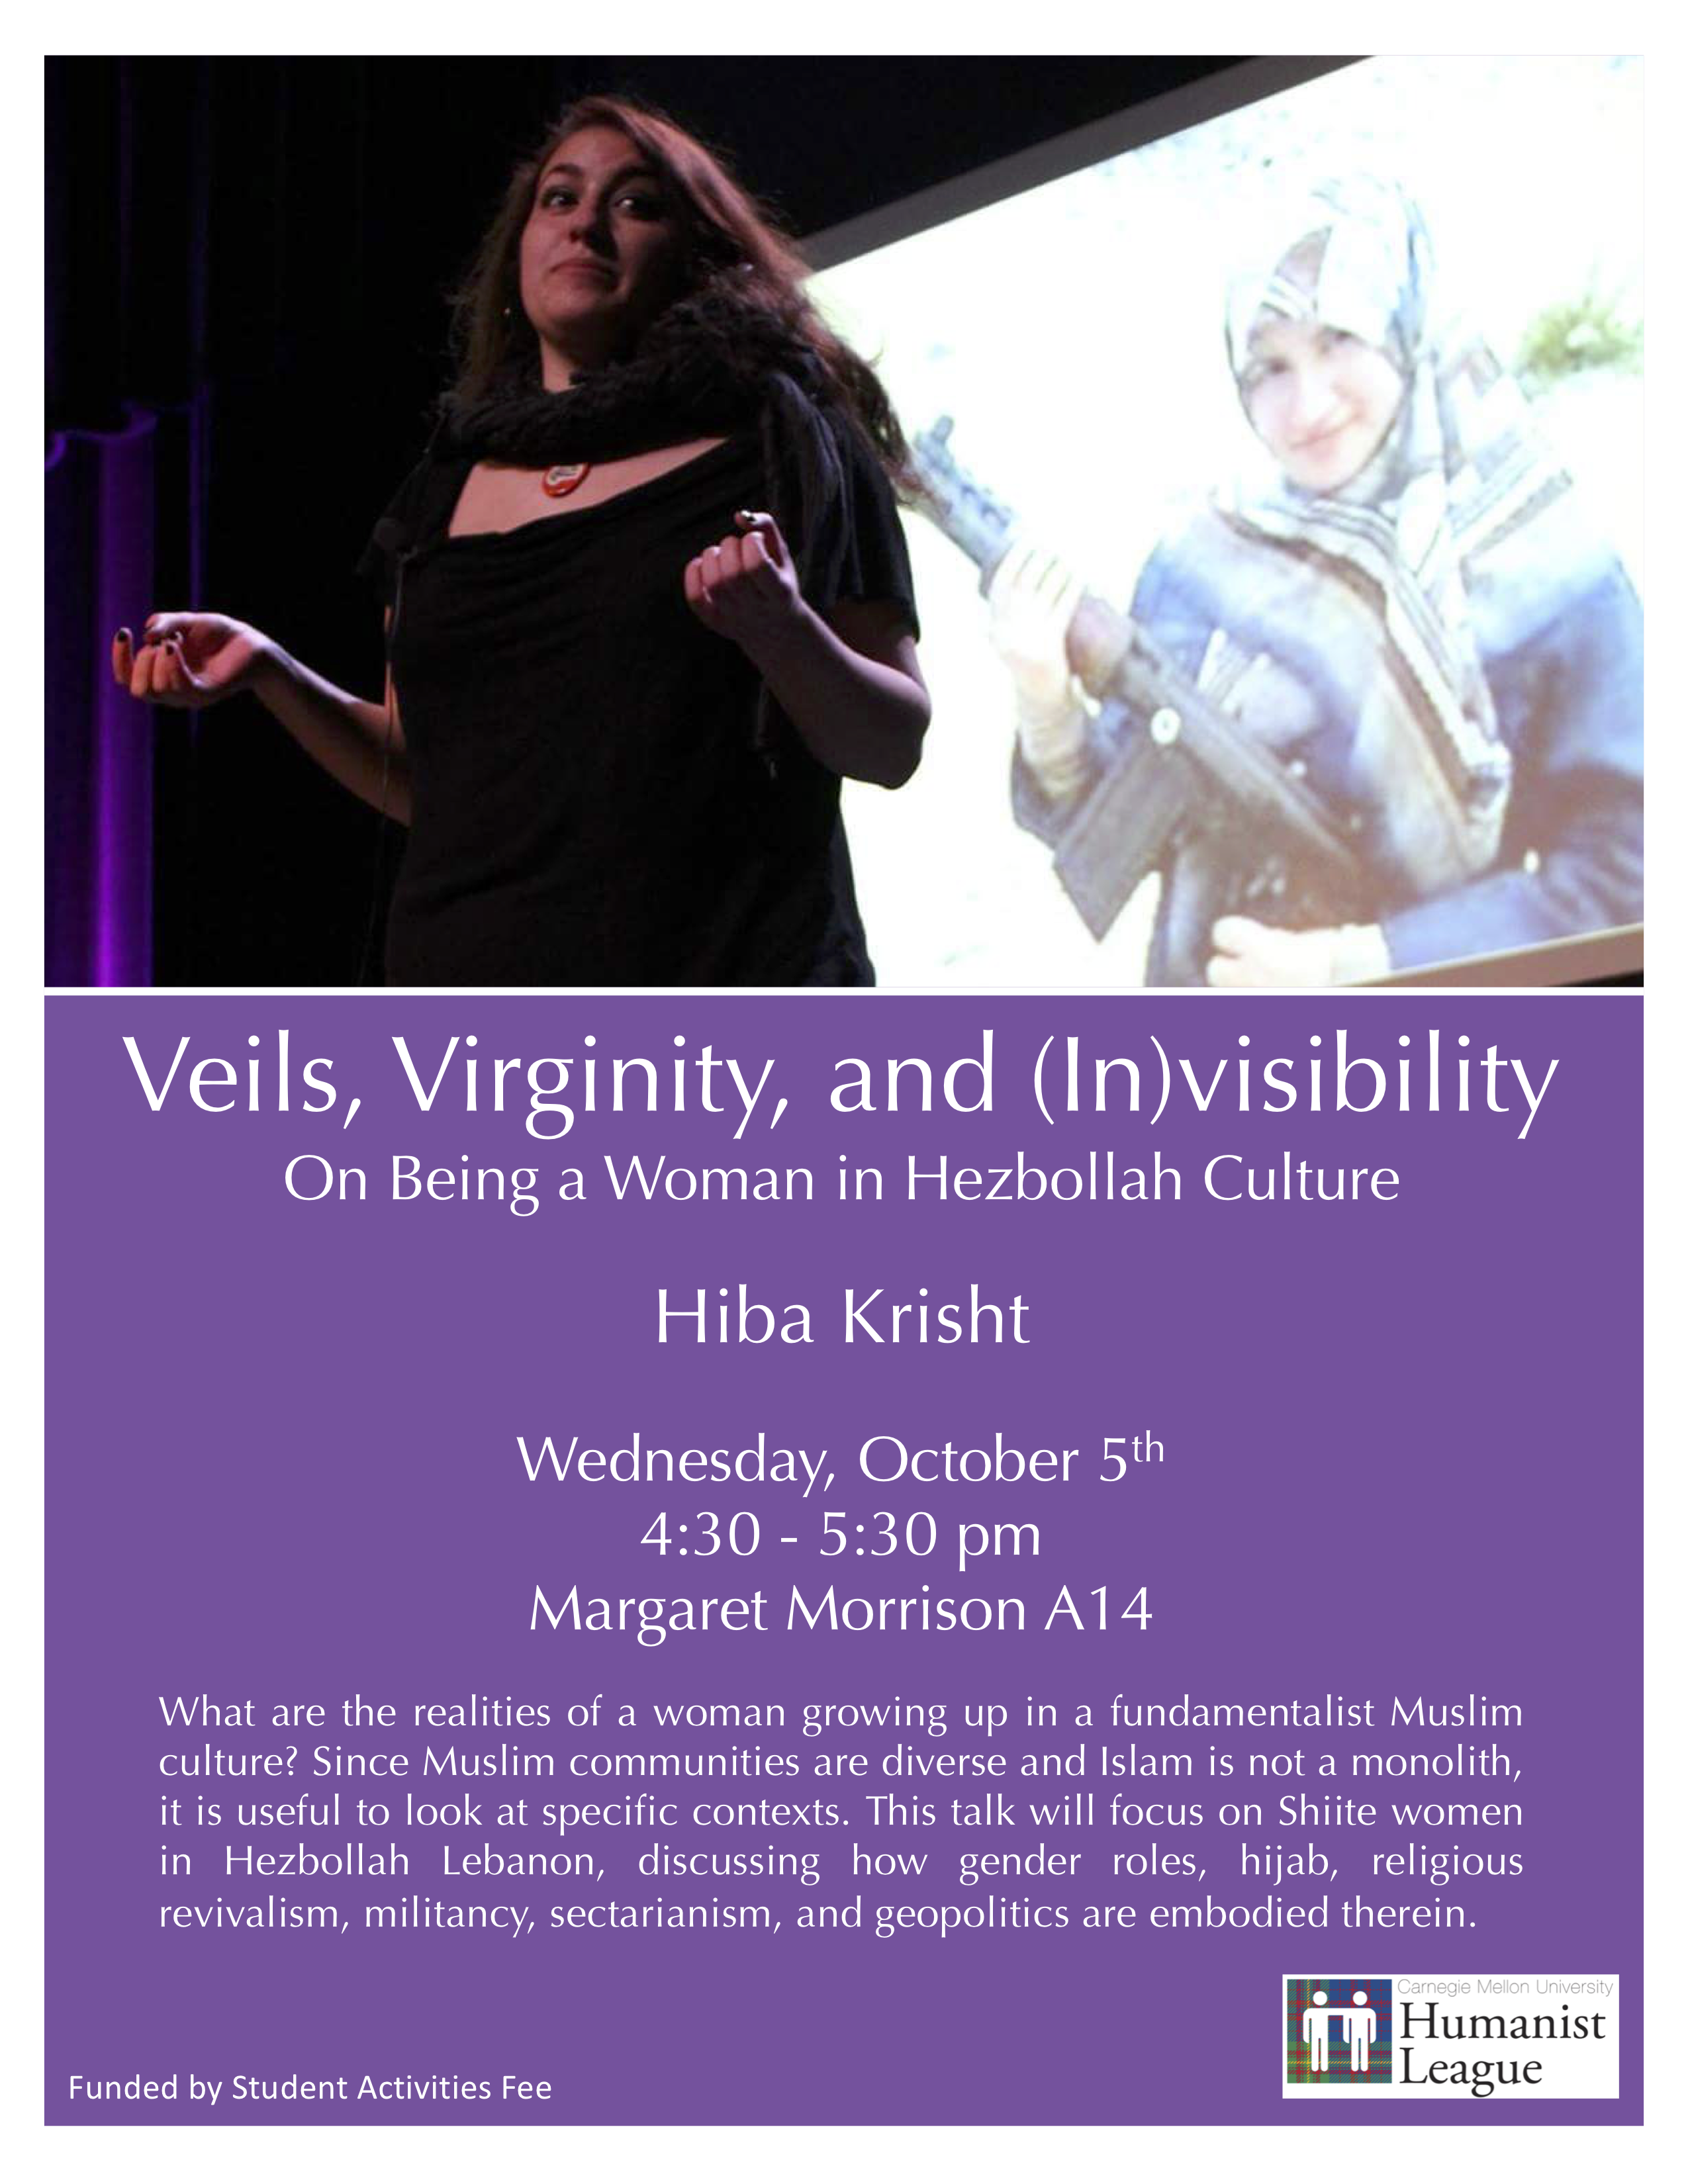 Veils, Virginity, and (In)visibility
On Being a Woman in Hezbollah Culture
Hiba Krisht
Wednesday, October 5th
4:30 - 5:30 pm
Margaret Morrison A14
What are the realities of a woman growing up in a fundamentalist Muslim
culture? Since Muslim communities are diverse and Islam is not a monolith,
it is useful to look at specific contexts. This talk will focus on Shiite women
in Hezbollah Lebanon, discussing how gender roles, hijab, religious
revivalism, militancy, sectarianism, and geopolitics are embodied therein.
Carnegie Mellon University
Humanist
League
Funded by Student Activities Fee